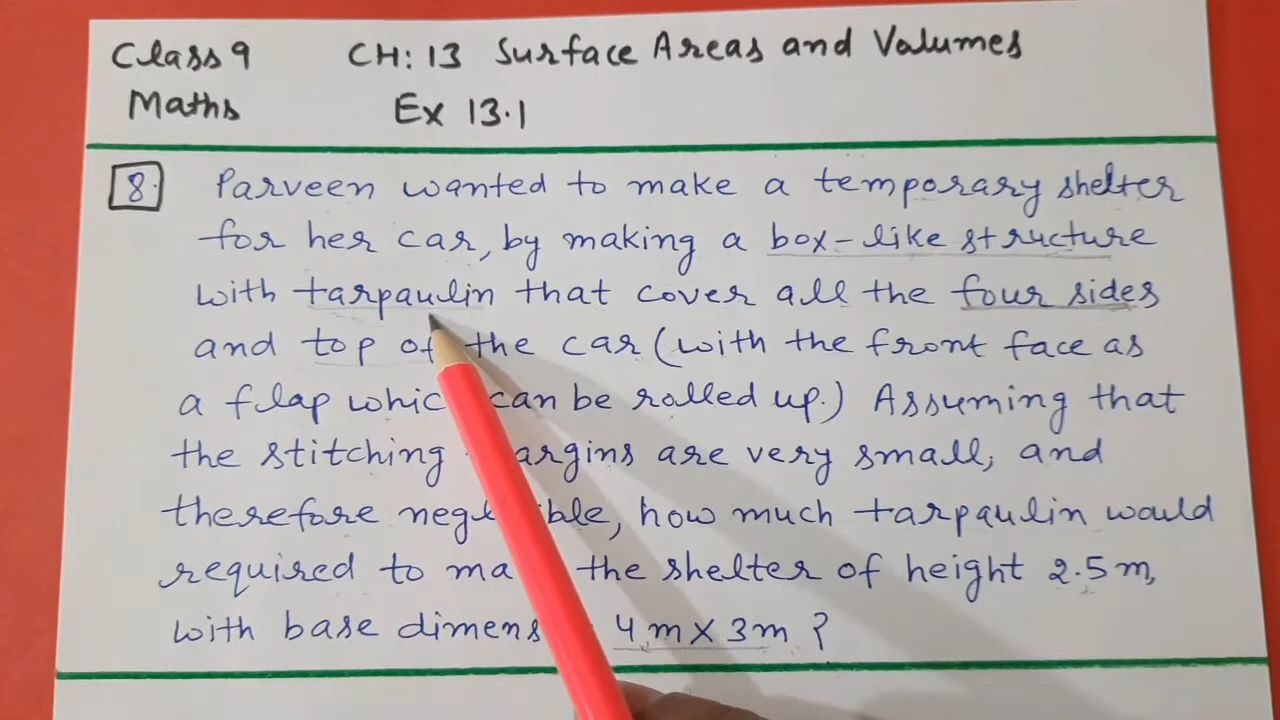 Class 9 CH: 13 Surface Areas and Volumes
Maths Ex 13.1
8. Parveen wanted to make a temporary shelter
for her car, by making a box-like structure
with tarpaulin that cover all the four sides
and top of the car (with the front face as
a flap which can be rolled up.) Assuming that
the stitching margins are very small, and
therefore negligible, how much tarpaulin would
required to make the shelter of height 2.5 m,
with base dimens 4 m x 3 m ?